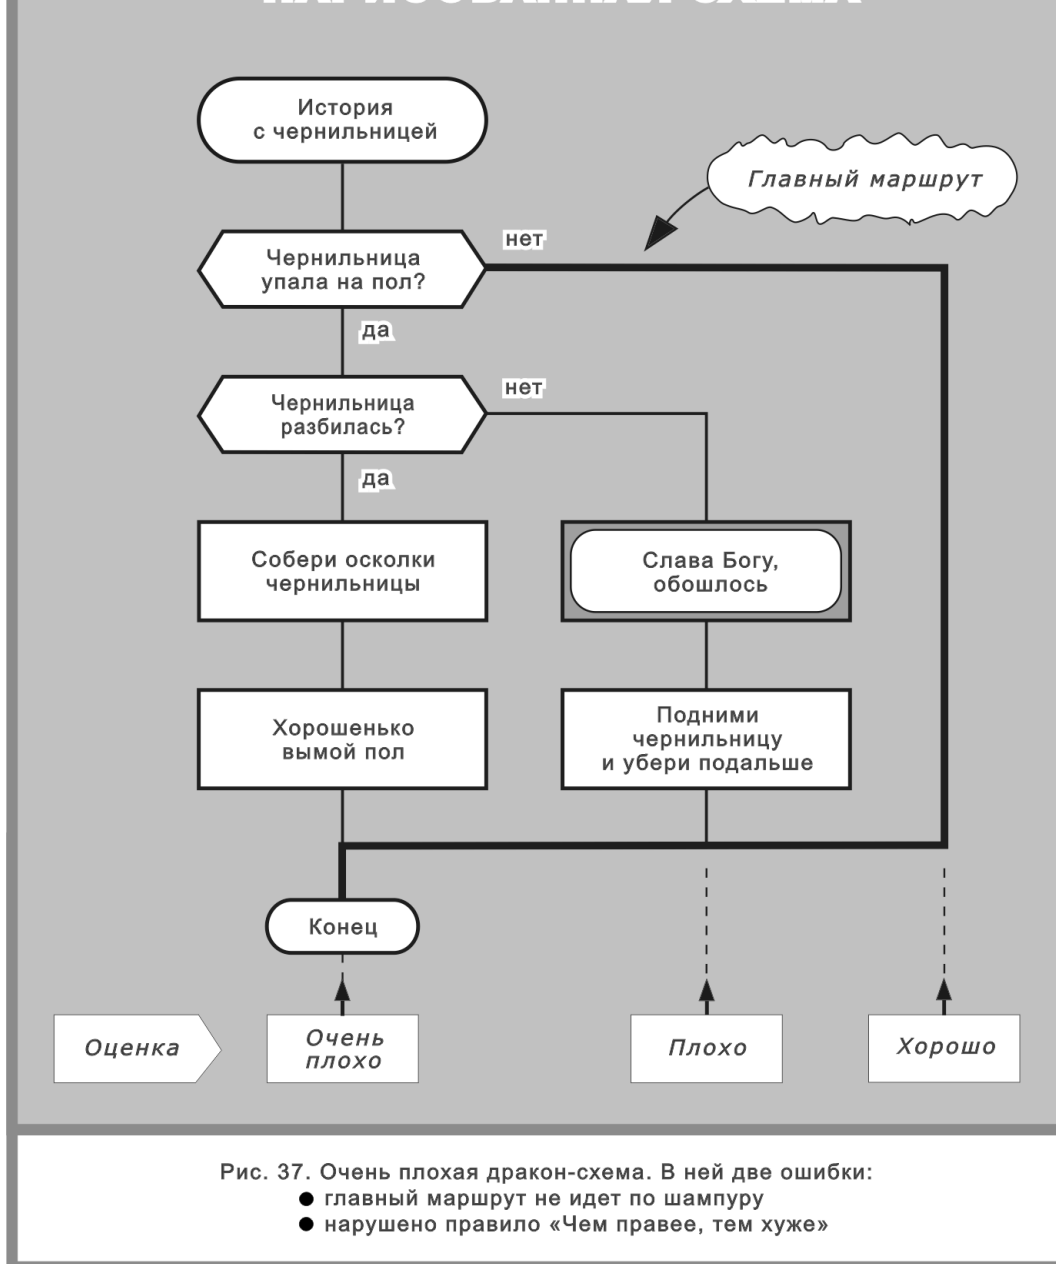 История
с чернильницей
Главный маршрут
нет
Чернильница
упала на пол?
да
нет
Чернильница
разбилась?
да
Собери осколки
чернильницы
Слава Богу,
обошлось
Хорошенько
вымой пол
Подними
чернильницу
и убери подальше
Конец
Оценка
Очень
плохо
Плохо
Хорошо
Рис. 37. Очень плохая дракон-схема. В ней две ошибки:
● главный маршрут не идет по шампуру
● нарушено правило «Чем правее, тем хуже»